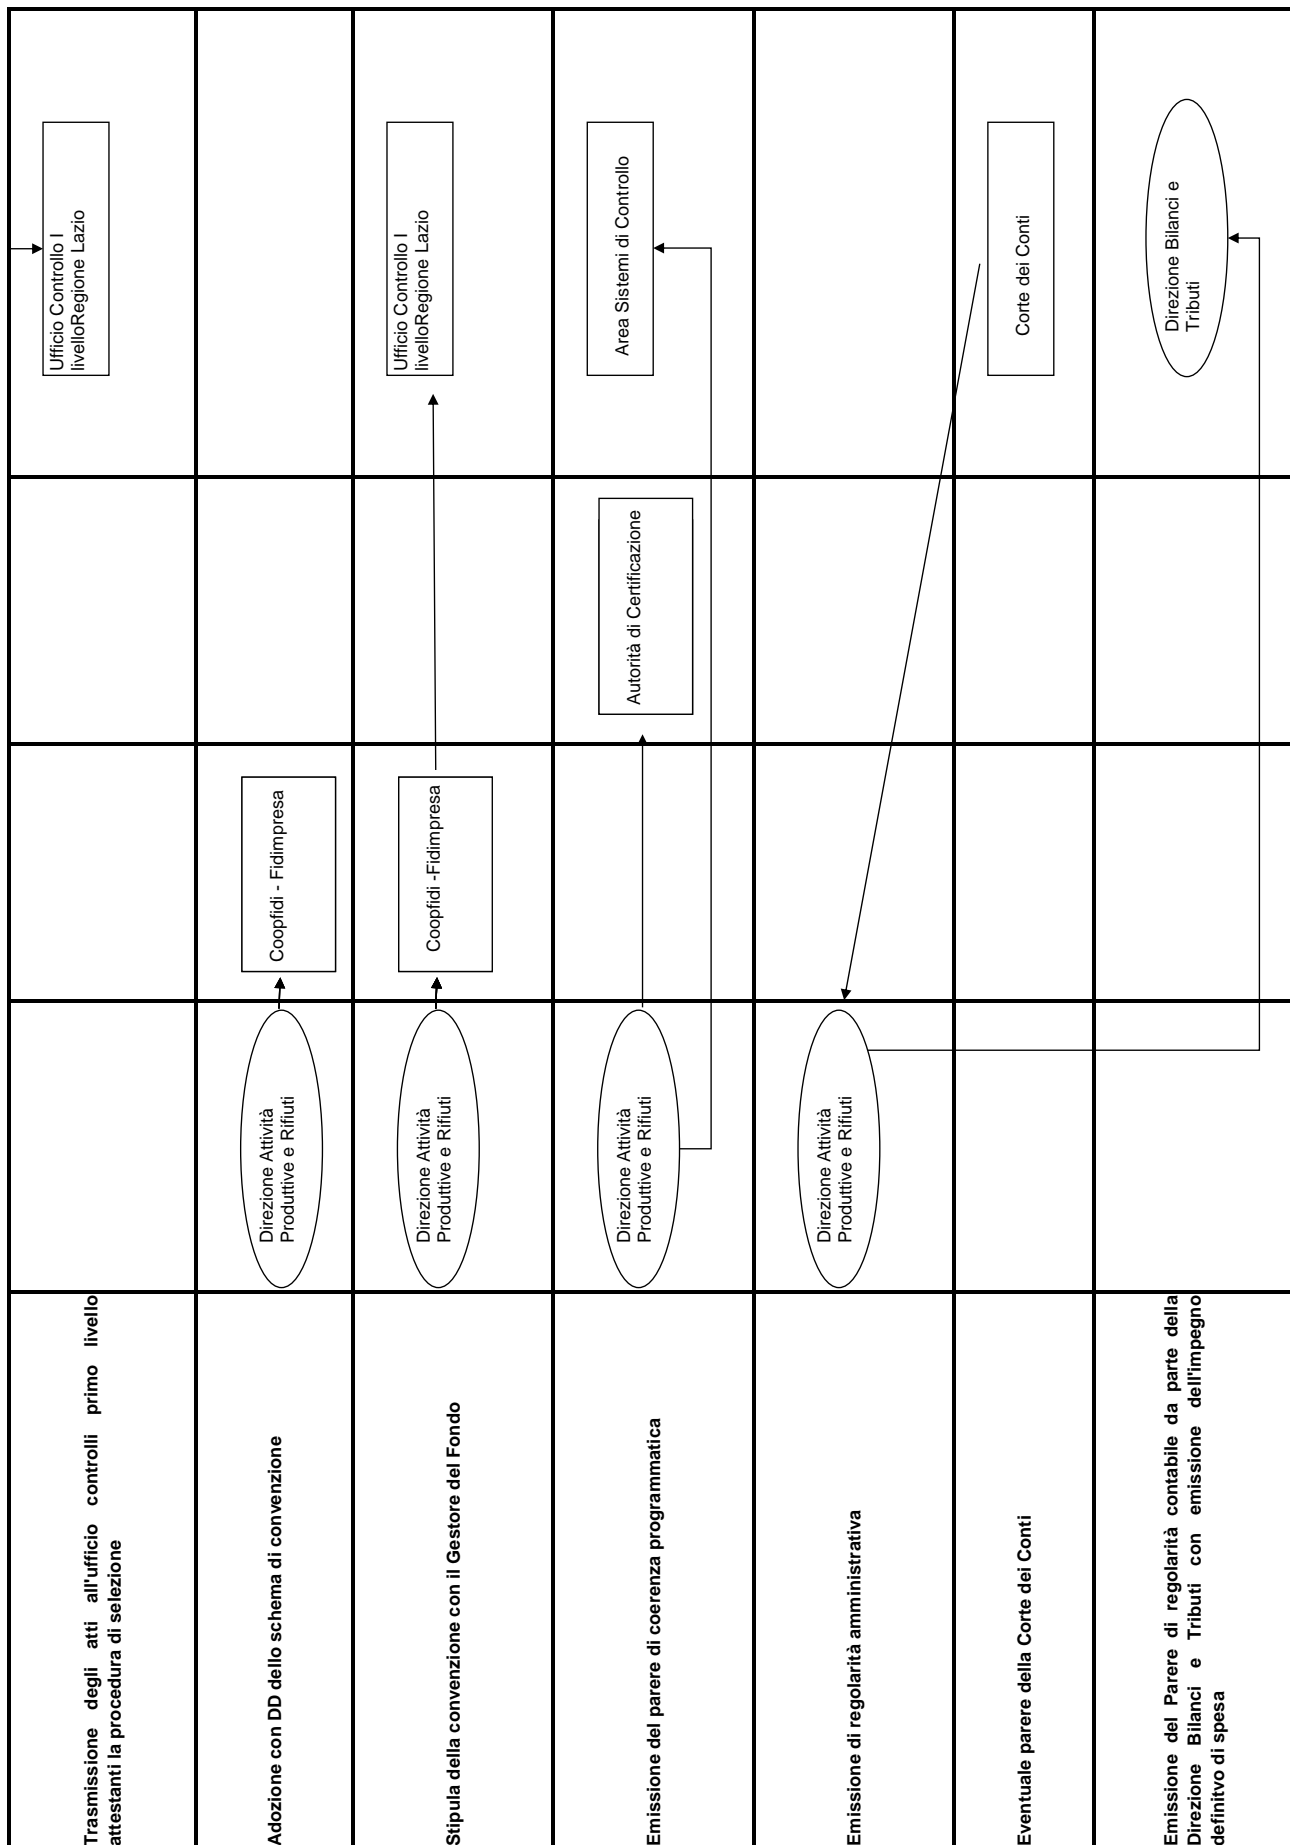 Trasmissione degli atti all'ufficio controlli primo livello
attestanti la procedura di selezione
Ufficio Controllo I
livelloRegione Lazio
Adozione con DD dello schema di convenzione
Direzione Attività
Produttive e Rifiuti
Coopfidi - Fidimpresa
Stipula della convenzione con il Gestore del Fondo
Direzione Attività
Produttive e Rifiuti
Coopfidi -Fidimpresa
Ufficio Controllo I
livelloRegione Lazio
Emissione del parere di coerenza programmatica
Direzione Attività
Produttive e Rifiuti
Autorità di Certificazione
Area Sistemi di Controllo
Emissione di regolarità amministrativa
Direzione Attività
Produttive e Rifiuti
Eventuale parere della Corte dei Conti
Corte dei Conti
Emissione del Parere di regolarità contabile da parte della
Direzione Bilanci e Tributi con emissione dell'impegno
definitvo di spesa
Direzione Bilanci e
Tributi